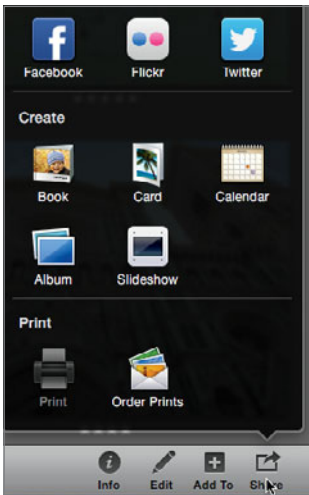 Facebook Flickr Twitter
Create
Book Card Calendar
Album Slideshow
Print
Print Order Prints
Info Edit Add To Share